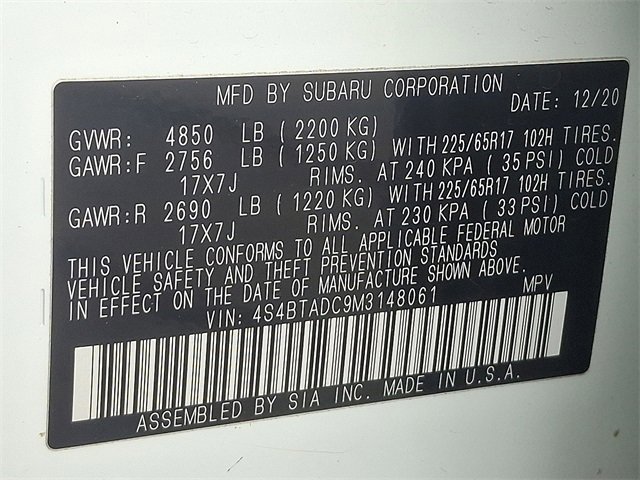 MFD BY SUBARU CORPORATION
DATE: 12/20
GVWR: 4850 LB ( 2200 KG)
GAWR:F 2756 LB ( 1250 KG) WITH 225/65R17 102H TIRES.
17X7J RIMS. AT 240 KPA ( 35 PSI) COLD
GAWR:R 2690 LB ( 1220 KG) WITH 225/65R17 102H TIRES.
17X7J RIMS. AT 230 KPA ( 33 PSI) COLD
THIS VEHICLE CONFORMS TO ALL APPLICABLE FEDERAL MOTOR
VEHICLE SAFETY AND THEFT PREVENTION STANDARDS
IN EFFECT ON THE DATE OF MANUFACTURE SHOWN ABOVE.
VIN: 4S4BTADC9M3148061 MPV
ASSEMBLED BY SIA INC. MADE IN U.S.A.